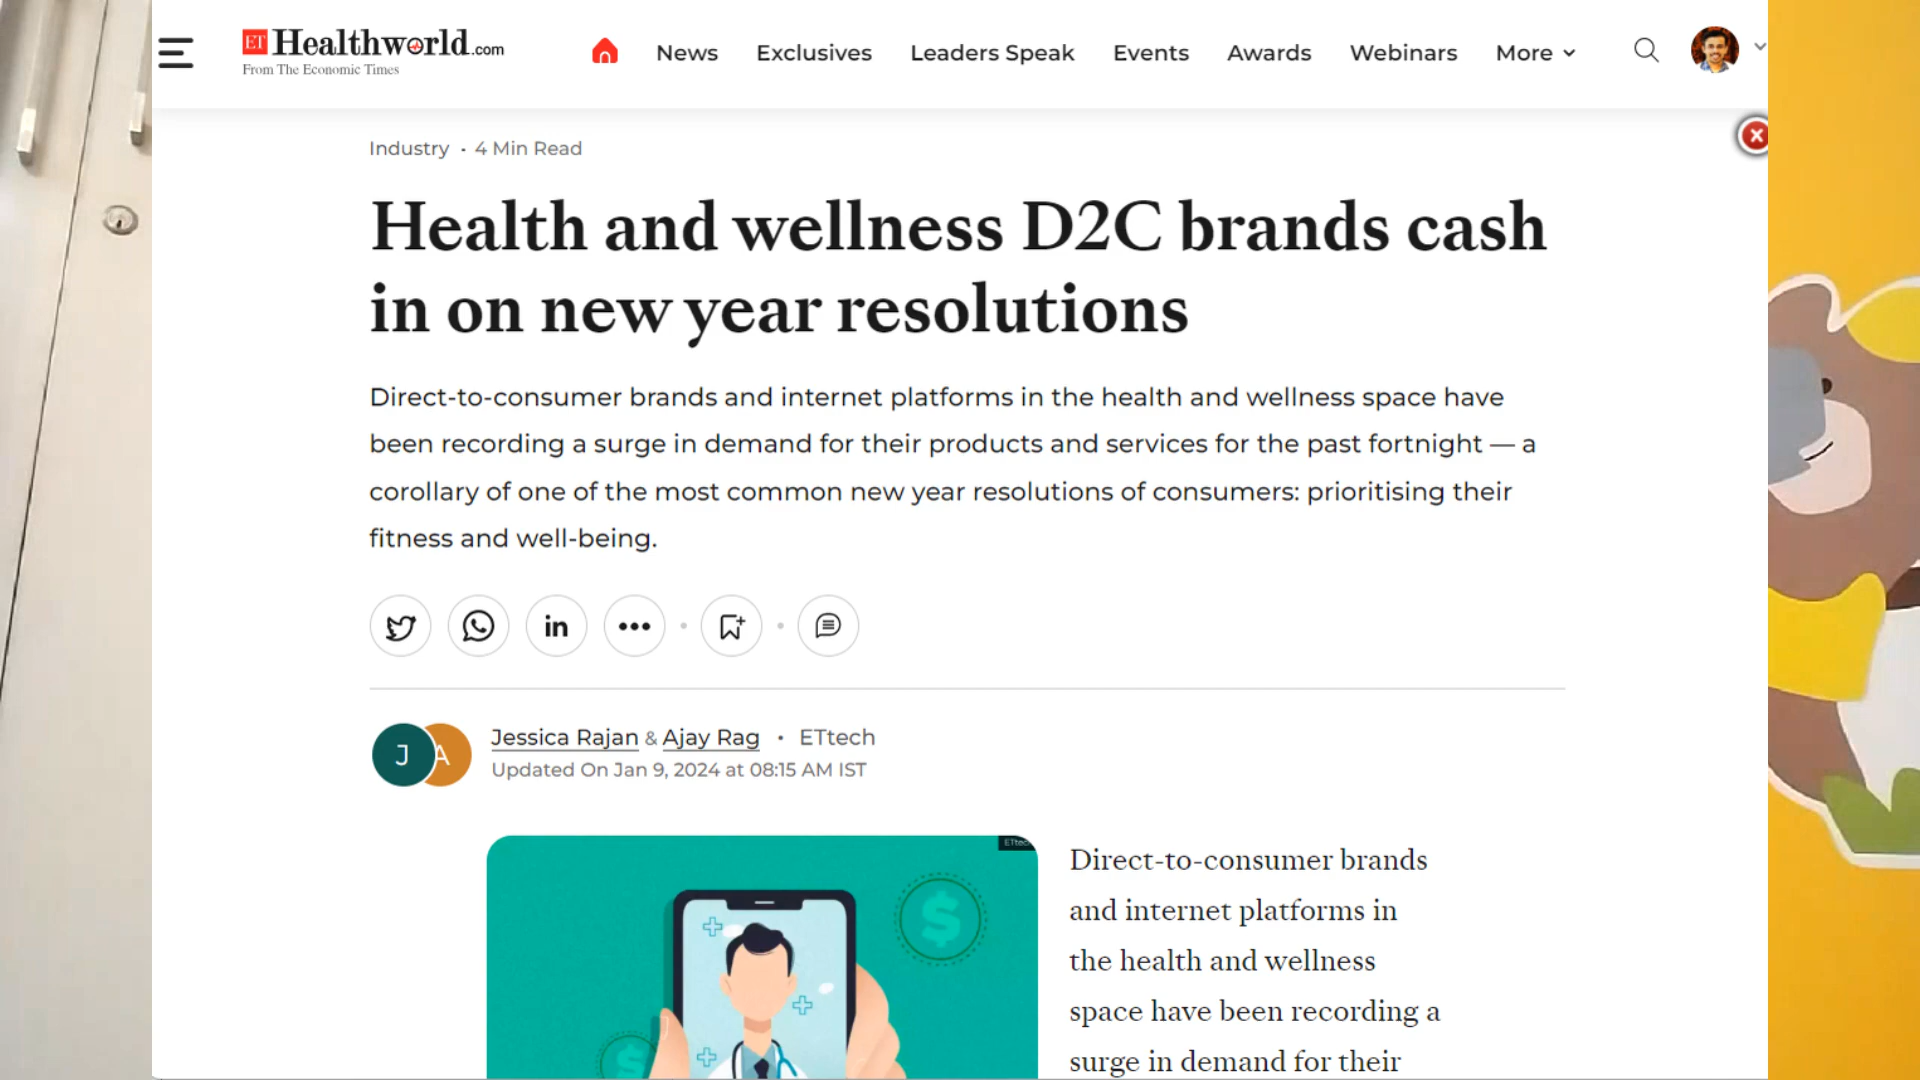 ET Healthworld.com
From The Economic Times
News Exclusives Leaders Speak Events Awards Webinars More
Industry · 4 Min Read
Health and wellness D2C brands cash
in on new year resolutions
Direct-to-consumer brands and internet platforms in the health and wellness space have
been recording a surge in demand for their products and services for the past fortnight — a
corollary of one of the most common new year resolutions of consumers: prioritising their
fitness and well-being.
in
J A
Jessica Rajan & Ajay Rag · ETtech
Updated On Jan 9, 2024 at 08:15 AM IST
ETtech
$
$
Direct-to-consumer brands
and internet platforms in
the health and wellness
space have been recording a
surge in demand for their